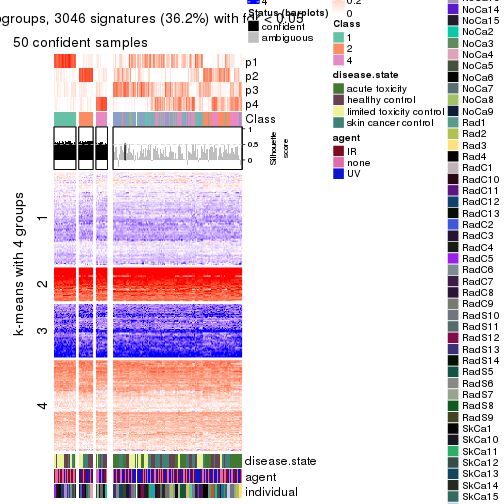 groups, 3046 signatures (36.2%) with fdr < 0.05
50 confident samples
p1
p2
p3
p4
Class
1
0.5
0
Silhouette
score
k-means with 4 groups
1
2
3
4
disease.state
agent
individual
4
Status (barplots)
confident
ambiguous
Class
1
2
4
0.2
0
Class
1
2
4
disease.state
acute toxicity
healthy control
limited toxicity control
skin cancer control
agent
IR
none
UV
NoCa14
NoCa15
NoCa2
NoCa3
NoCa4
NoCa5
NoCa6
NoCa7
NoCa8
NoCa9
Rad1
Rad2
Rad3
Rad4
RadC1
RadC10
RadC11
RadC12
RadC13
RadC2
RadC3
RadC4
RadC5
RadC6
RadC7
RadC8
RadC9
RadS10
RadS11
RadS12
RadS13
RadS14
RadS5
RadS6
RadS7
RadS8
RadS9
SkCa1
SkCa10
SkCa11
SkCa12
SkCa13
SkCa14
SkCa15